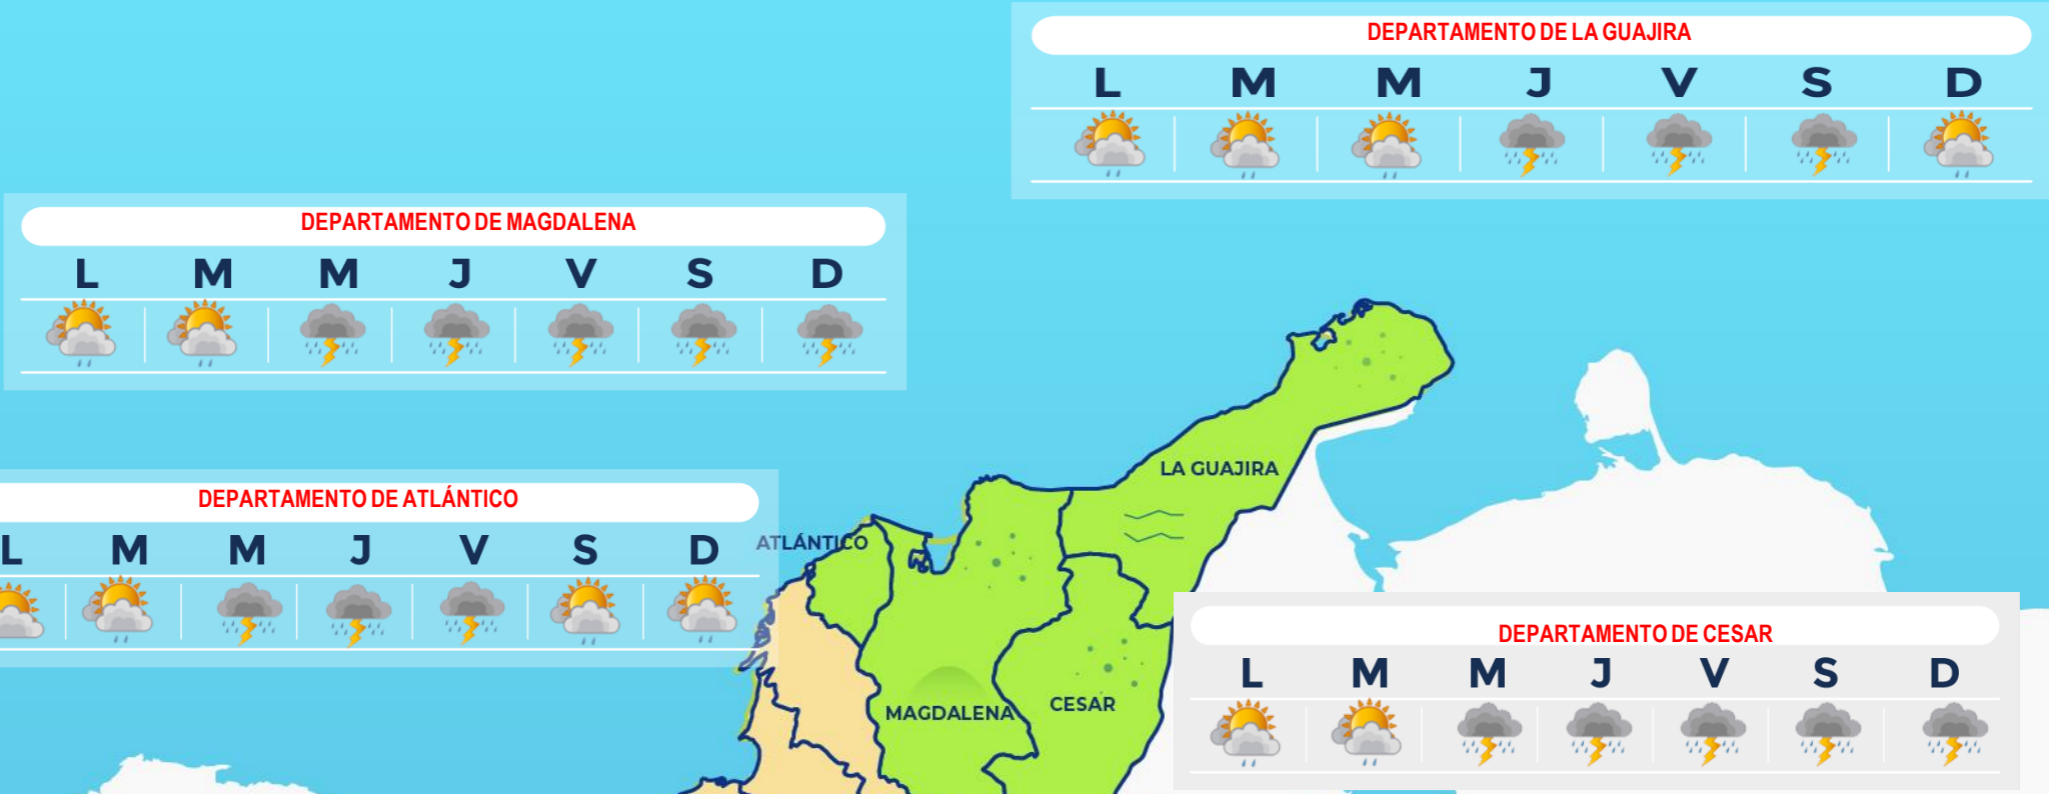 DEPARTAMENTO DE LA GUAJIRA
L M M J V S D
DEPARTAMENTO DE MAGDALENA
L M M J V S D
DEPARTAMENTO DE ATLÁNTICO
L M M J V S D
ATLÁNTICO
LA GUAJIRA
MAGDALENA
CESAR
DEPARTAMENTO DE CESAR
L M M J V S D